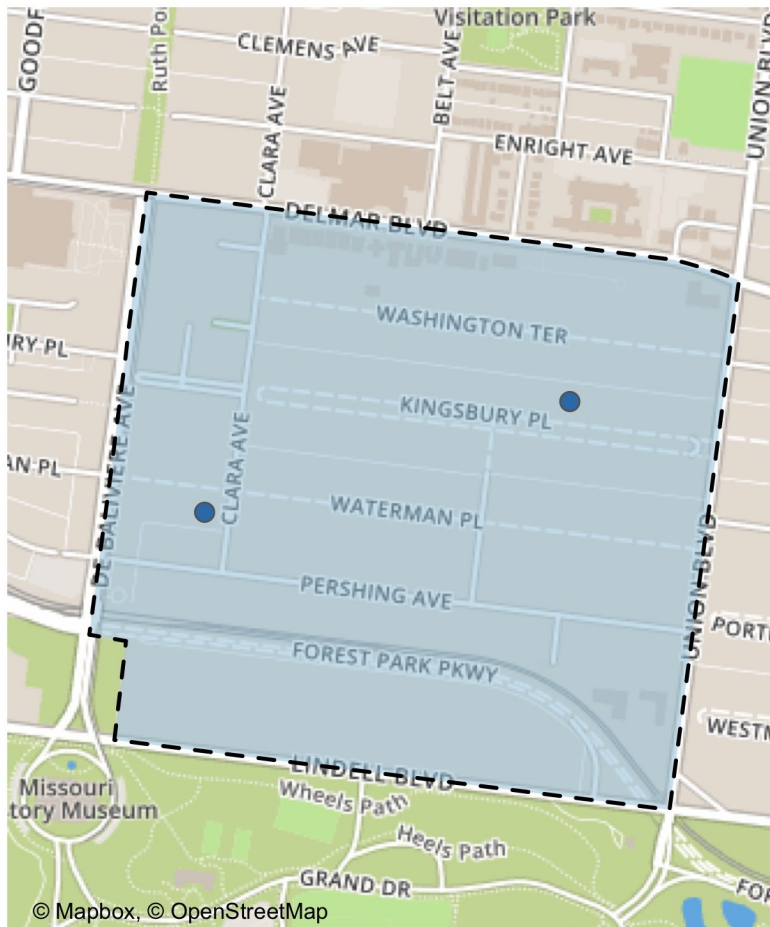 Visitation Park
GOODF
Ruth Po
CLEMENS AVE
BELT AVE
UNION BLVD
CLARA AVE
ENRIGHT AVE
DELMAR BLVD
WASHINGTON TER
RY PL
KINGSBURY PL
DE BALIVIERE AVE
CLARA AVE
AN PL
WATERMAN PL
UNION BLVD
PERSHING AVE
PORT
FOREST PARK PKWY
WESTM
LINDELL BLVD
Missouri
tory Museum
Wheels Path
Heels Path
GRAND DR
FOR
© Mapbox, © OpenStreetMap